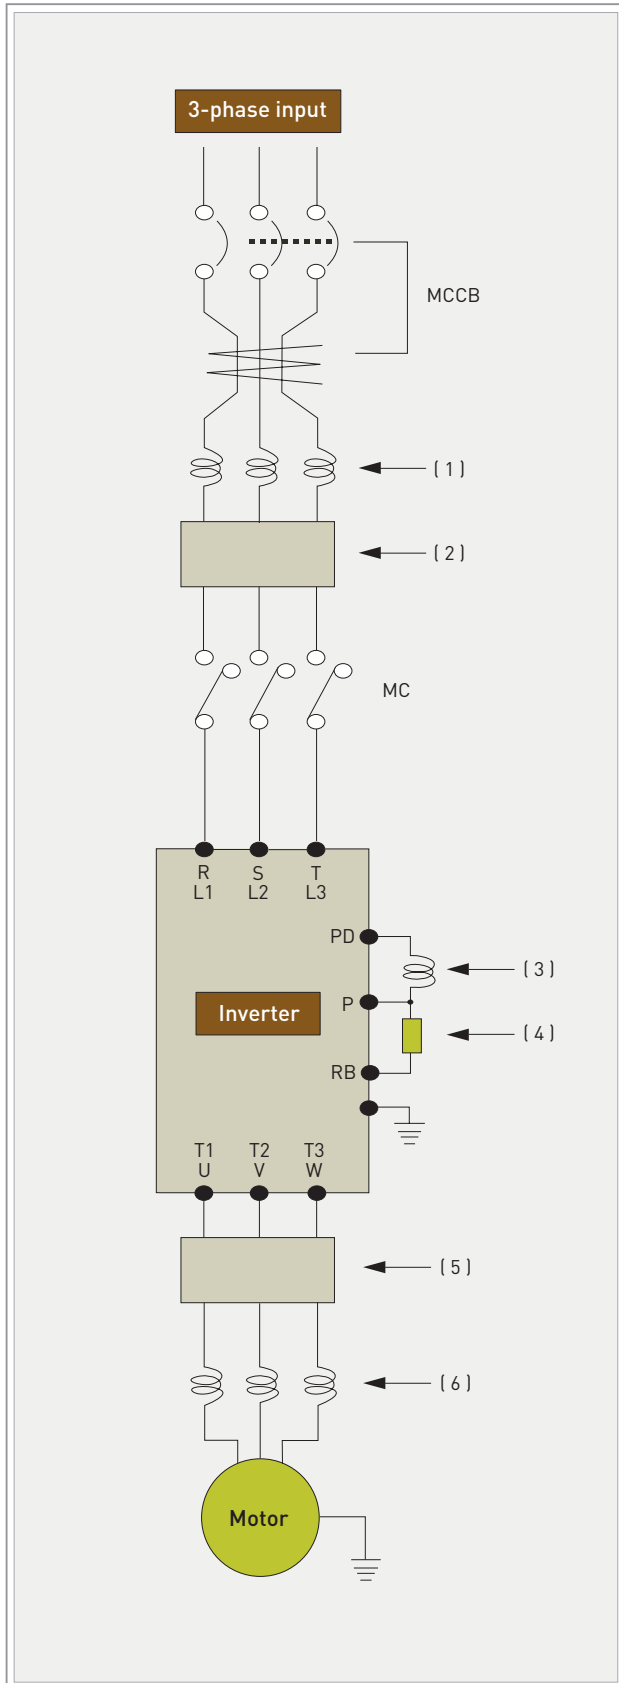 3-phase input
MCCB
( 1 )
( 2 )
MC
R S T
L1 L2 L3
PD
( 3 )
Inverter
P
( 4 )
RB
T1 T2 T3
U V W
( 5 )
( 6 )
Motor